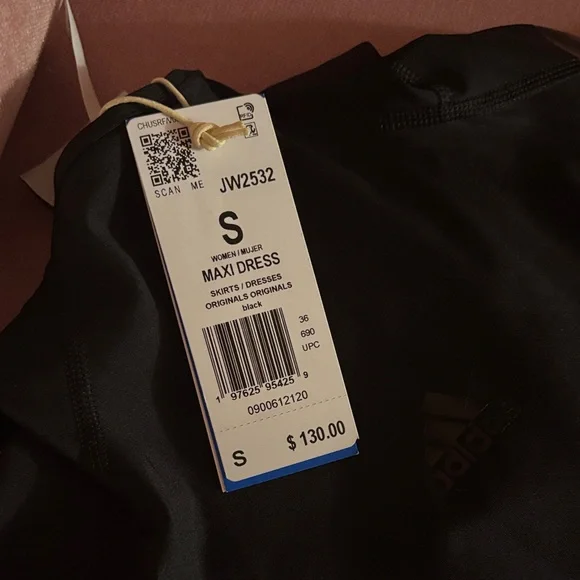 SCAN ME
JW2532
S
WOMEN / MUJER
MAXI DRESS
SKIRTS / DRESSES
ORIGINALS ORIGINALS
black
36
690
UPC
1 97625 95425 9
0900612120
S $ 130.00
adidas